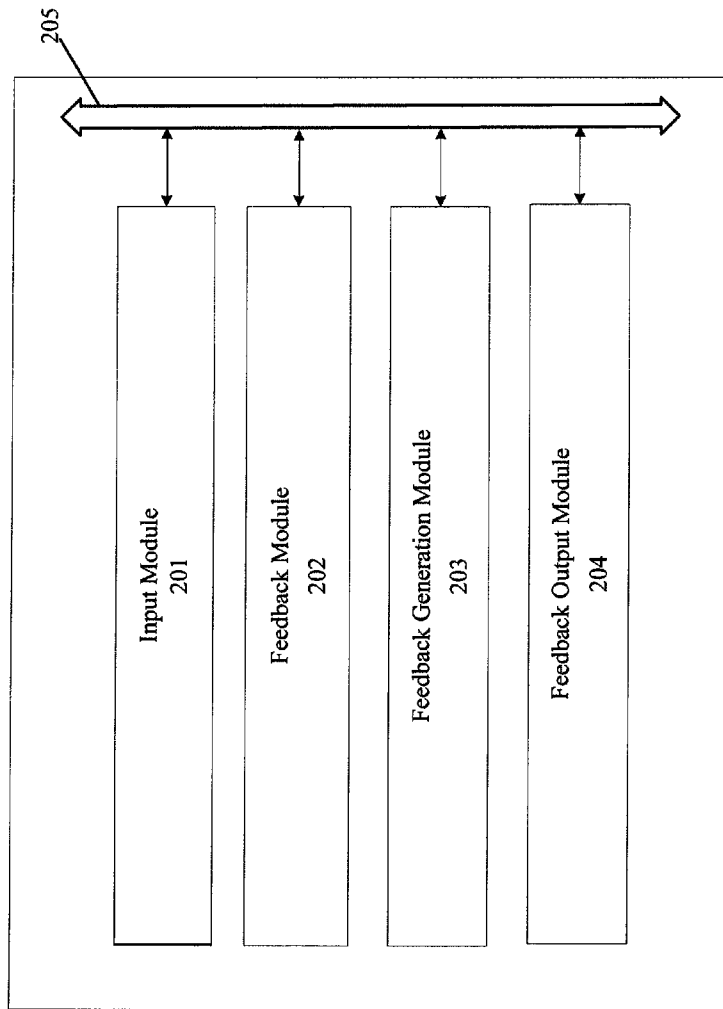 205
Input Module
201
Feedback Module
202
Feedback Generation Module
203
Feedback Output Module
204